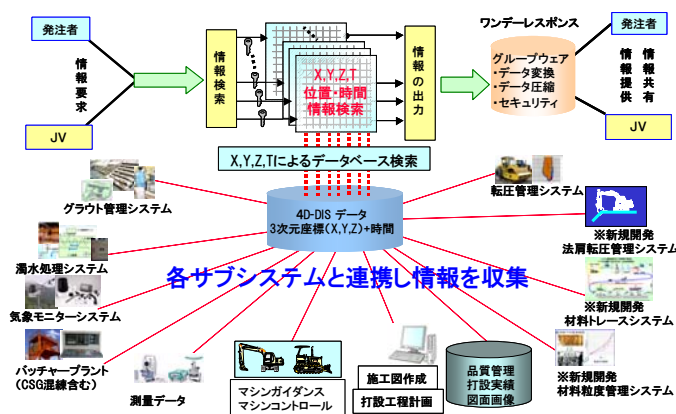 発注者
情報要求
JV
情報検索
X,Y,Z,T
位置・時間
情報検索
情報の出力
ワンデーレスポンス
グループウェア
・データ変換
・データ圧縮
・セキュリティ
発注者
情報提供
情報共有
JV
X,Y,Z,Tによるデータベース検索
4D-DIS データ
3次元座標(X,Y,Z)+時間
各サブシステムと連携し情報を収集
グラウト管理システム
濁水処理システム
気象モニターシステム
バッチャープラント
(CSG混練含む)
測量データ
マシンガイダンス
マシンコントロール
施工図作成
打設工程計画
品質管理
打設実績
図面画像
転圧管理システム
※新規開発
法肩転圧管理システム
※新規開発
材料トレースシステム
※新規開発
材料粒度管理システム